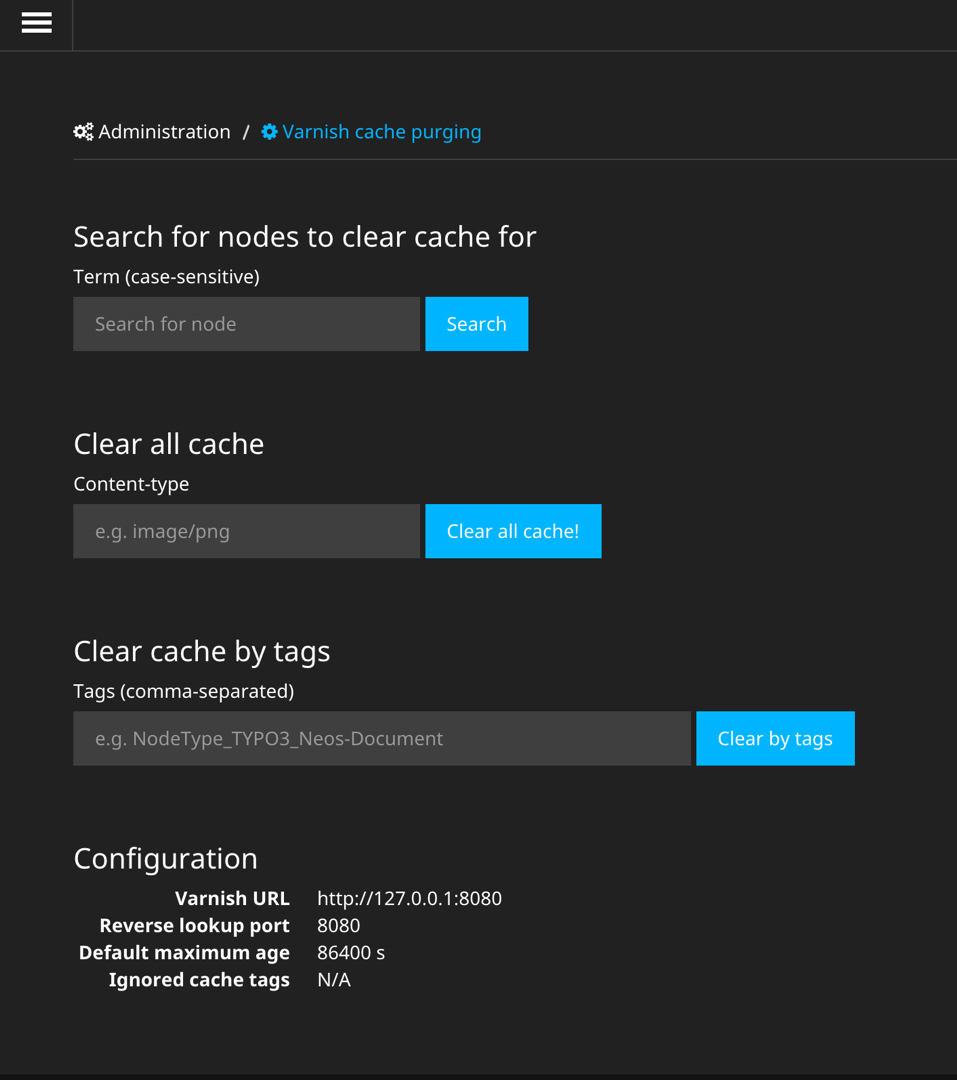 Administration / Varnish cache purging
Search for nodes to clear cache for
Term (case-sensitive)
Search for node Search
Clear all cache
Content-type
e.g. image/png Clear all cache!
Clear cache by tags
Tags (comma-separated)
e.g. NodeType_TYPO3_Neos-Document Clear by tags
Configuration
Varnish URL http://127.0.0.1:8080
Reverse lookup port 8080
Default maximum age 86400 s
Ignored cache tags N/A